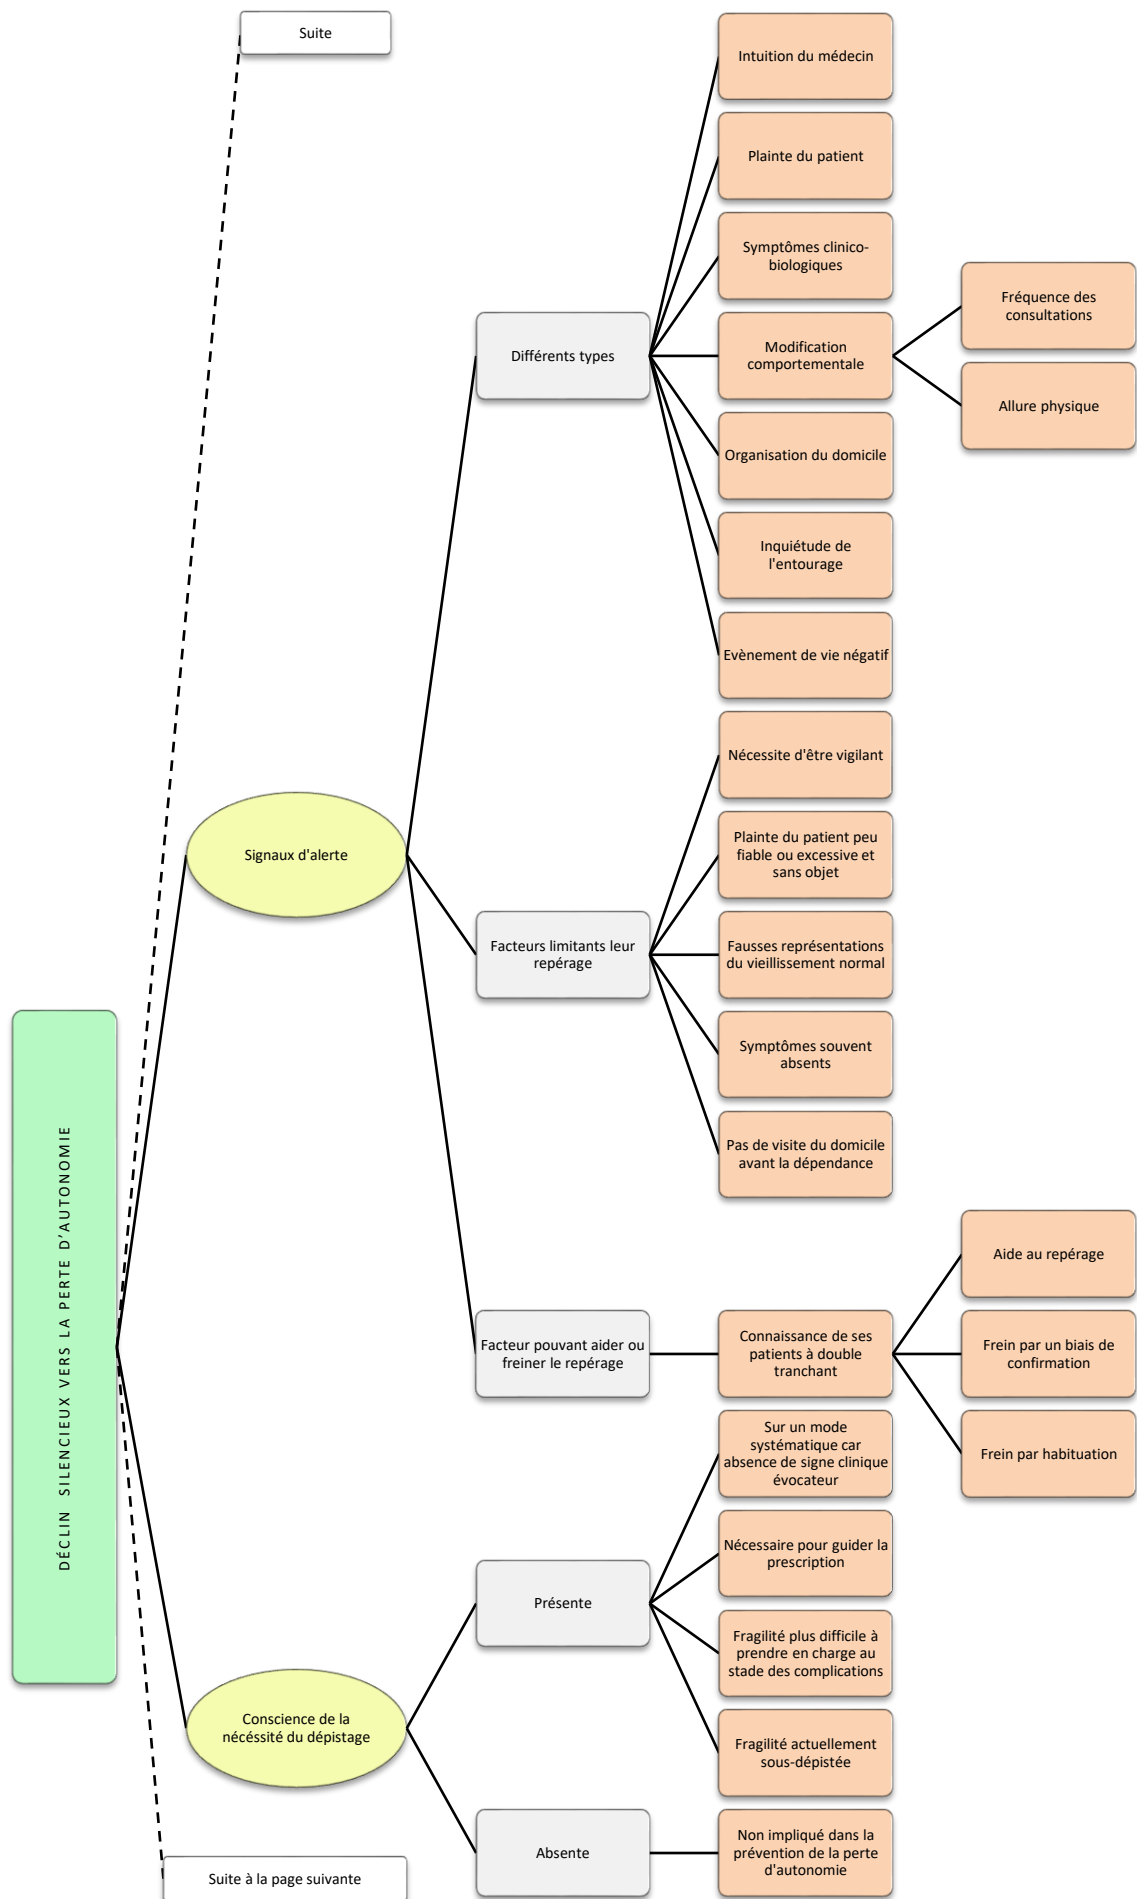 Suite
Intuition du médecin
Plainte du patient
Symptômes clinico-
biologiques
Fréquence des
consultations
Différents types
Modification
comportementale
Allure physique
Organisation du domicile
Inquiétude de
l'entourage
Evènement de vie négatif
Nécessite d'être vigilant
Signaux d'alerte
Plainte du patient peu
fiable ou excessive et
sans objet
Facteurs limitants leur
repérage
Fausses représentations
du vieillissement normal
Symptômes souvent
absents
Pas de visite du domicile
avant la dépendance
Aide au repérage
Facteur pouvant aider ou
freiner le repérage
Connaissance de ses
patients à double
tranchant
Frein par un biais de
confirmation
Frein par habituation
DÉCLIN SILENCIEUX VERS LA PERTE D'AUTONOMIE
Sur un mode
systématique car
absence de signe clinique
évocateur
Nécessaire pour guider la
prescription
Présente
Fragilité plus difficile à
prendre en charge au
stade des complications
Conscience de la
nécéssité du dépistage
Fragilité actuellement
sous-dépistée
Absente
Non impliqué dans la
prévention de la perte
d'autonomie
Suite à la page suivante